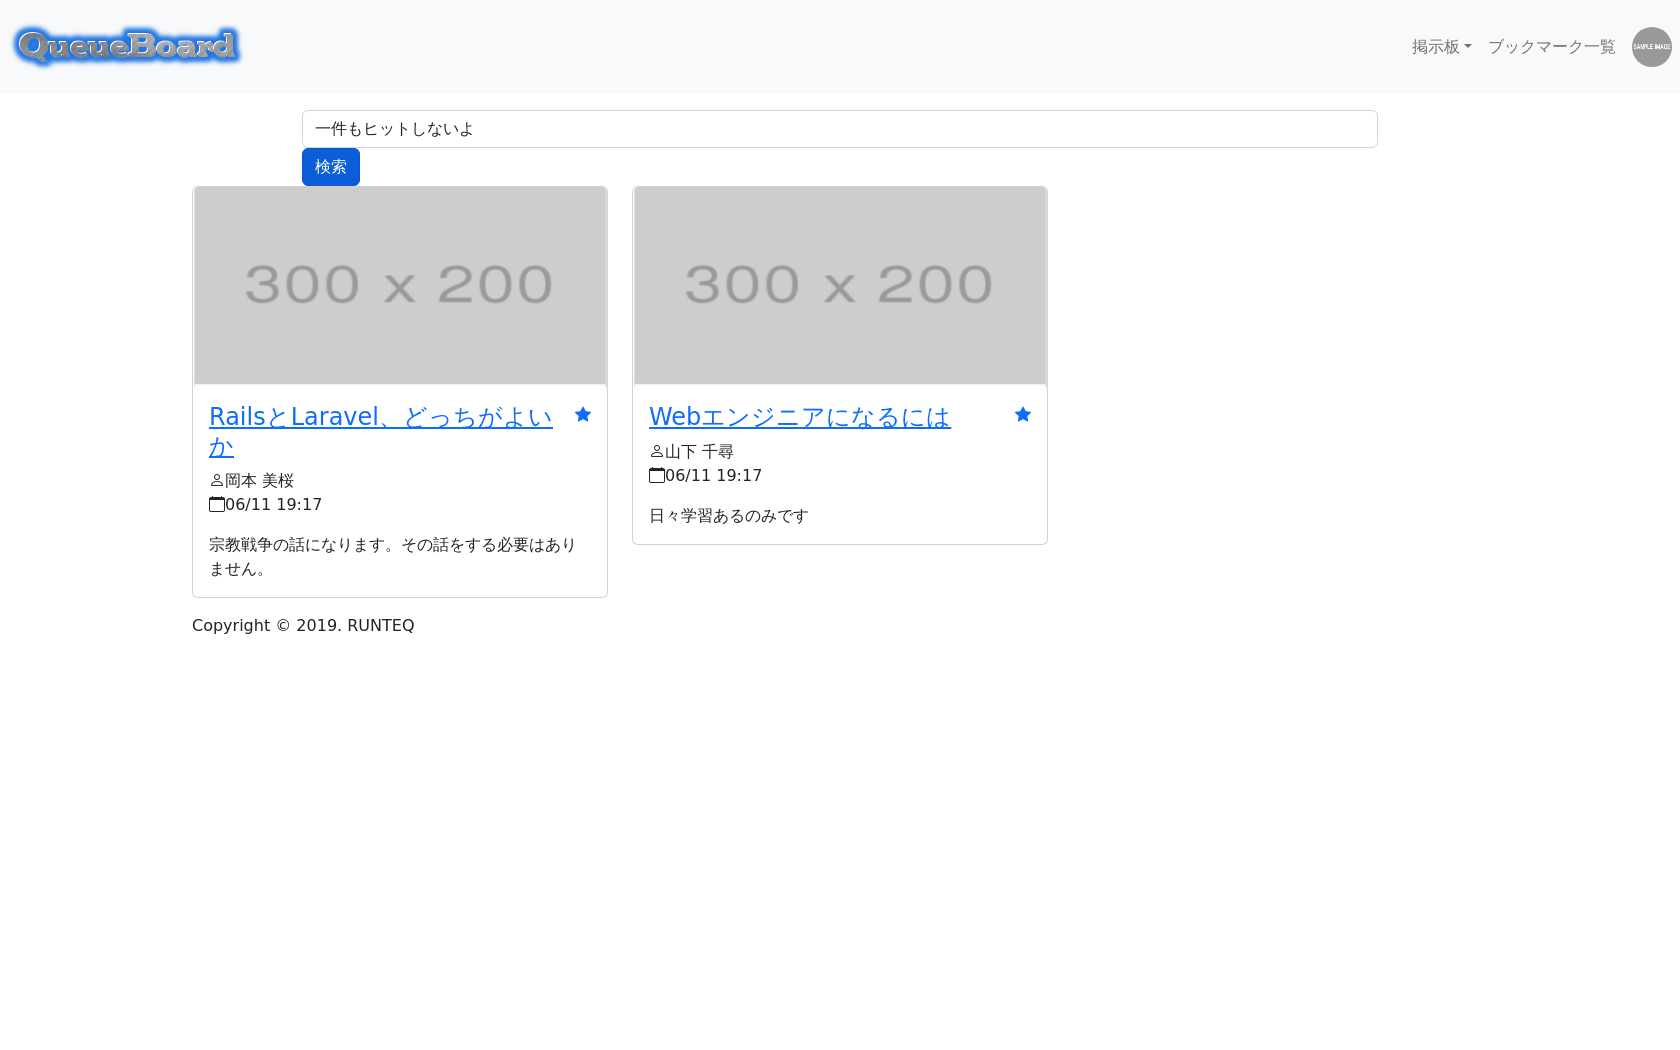 QueueBoard
掲示板
ブックマーク一覧
SAMPLE IMAGE
一件もヒットしないよ
検索
300 x 200
RailsとLaravel、どっちがよい
か
岡本 美桜
06/11 19:17
宗教戦争の話になります。その話をする必要はあり
ません。
300 x 200
Webエンジニアになるには
山下 千尋
06/11 19:17
日々学習あるのみです
Copyright © 2019. RUNTEQ